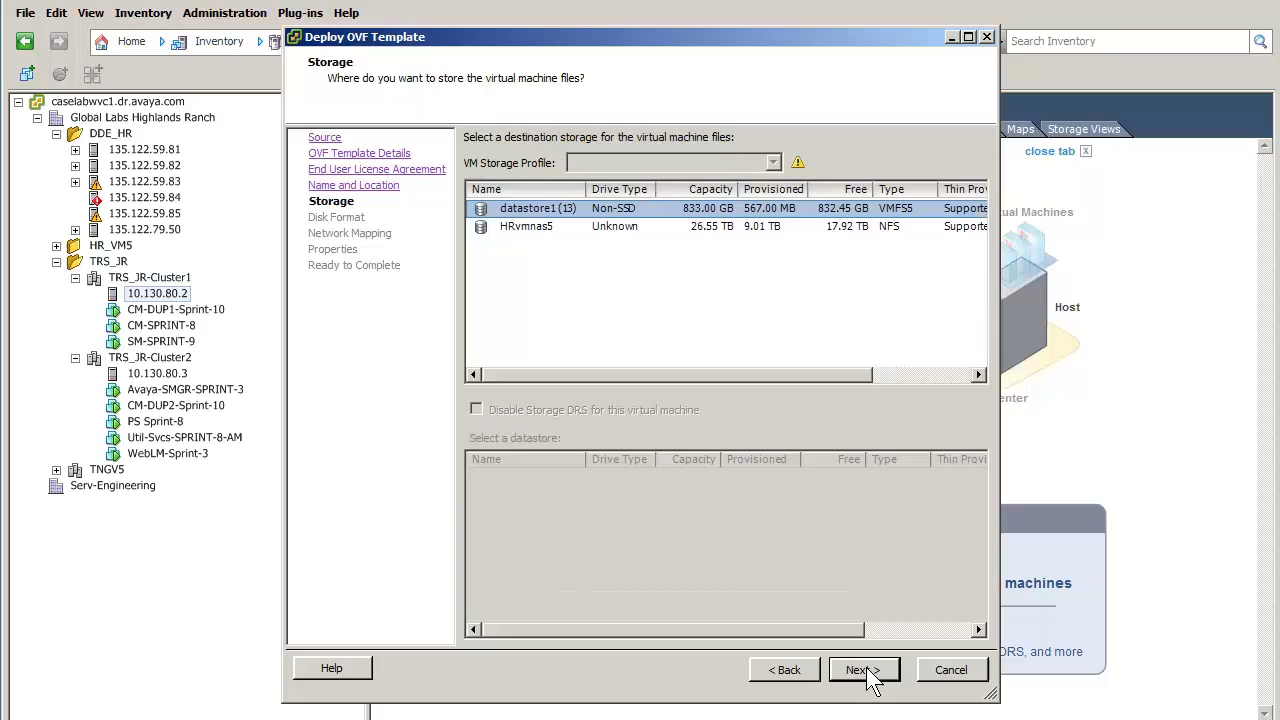 File Edit View Inventory Administration Plug-ins Help
Deploy OVF Template
Home Inventory
Search Inventory
Storage
Where do you want to store the virtual machine files?
caselabwvc1.dr.avaya.com
Global Labs Highlands Ranch
DDE_HR
135.122.59.81
135.122.59.82
135.122.59.83
135.122.59.84
135.122.59.85
135.122.79.50
HR_VM5
TRS_JR
TRS_JR-Cluster1
10.130.80.2
CM-DUP1-Sprint-10
CM-SPRINT-8
SM-SPRINT-9
TRS_JR-Cluster2
10.130.80.3
Avaya-SMGR-SPRINT-3
CM-DUP2-Sprint-10
PS Sprint-8
Util-Svcs-SPRINT-8-AM
WebLM-Sprint-3
TNGV5
Serv-Engineering
Source
OVF Template Details
End User License Agreement
Name and Location
Storage
Disk Format
Network Mapping
Properties
Ready to Complete
Select a destination storage for the virtual machine files:
VM Storage Profile:
Name Drive Type Capacity Provisioned Free Type Thin Pro
datastore1 (13) Non-SSD 833.00 GB 567.00 MB 832.45 GB VMFS5 Supporte
HRvmnas5 Unknown 26.55 TB 9.01 TB 17.92 TB NFS Supporte
Disable Storage DRS for this virtual machine
Select a datastore:
Name Drive Type Capacity Provisioned Free Type Thin Provi
Help < Back Next > Cancel
Maps Storage Views
close tab X
tual Machines
Host
enter
machines
DRS, and more